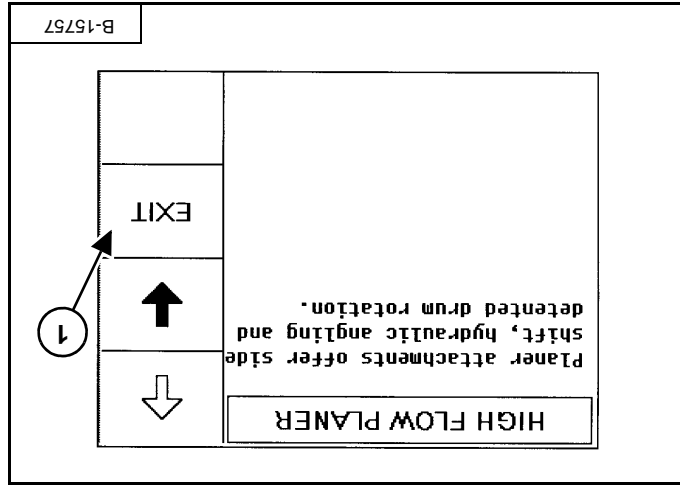 HIGH FLOW PLANER
Planer attachments offer side
shift, hydraulic angling and
detented drum rotation.
1
EXIT
B-15757